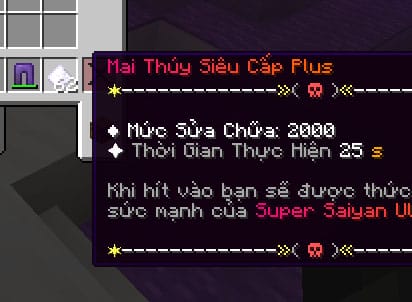 Mai Thúy Siêu Cấp Plus
Mức Sửa Chữa: 2000
Thời Gian Thực Hiện 25 s
Khi hít vào bạn sẽ được thức
sức mạnh của Super Saiyan